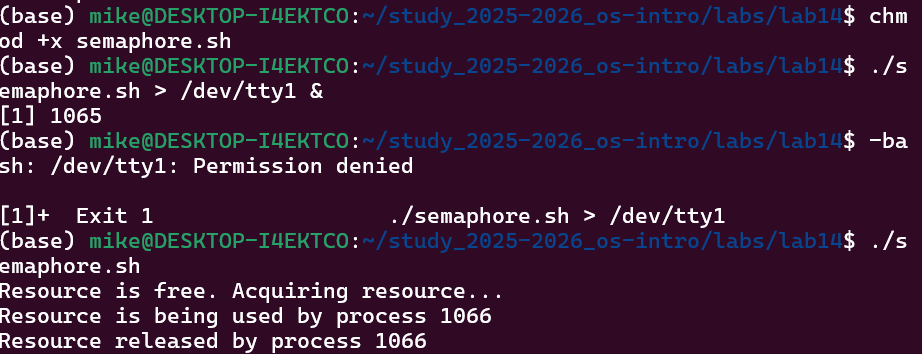 (base) mike@DESKTOP-I4EKTCO:~/study_2025-2026_os-intro/labs/lab14$ chm
od +x semaphore.sh
(base) mike@DESKTOP-I4EKTCO:~/study_2025-2026_os-intro/labs/lab14$ ./s
emaphore.sh > /dev/tty1 &
[1] 1065
(base) mike@DESKTOP-I4EKTCO:~/study_2025-2026_os-intro/labs/lab14$ -ba
sh: /dev/tty1: Permission denied
[1]+  Exit 1                  ./semaphore.sh > /dev/tty1
(base) mike@DESKTOP-I4EKTCO:~/study_2025-2026_os-intro/labs/lab14$ ./s
emaphore.sh
Resource is free. Acquiring resource...
Resource is being used by process 1066
Resource released by process 1066